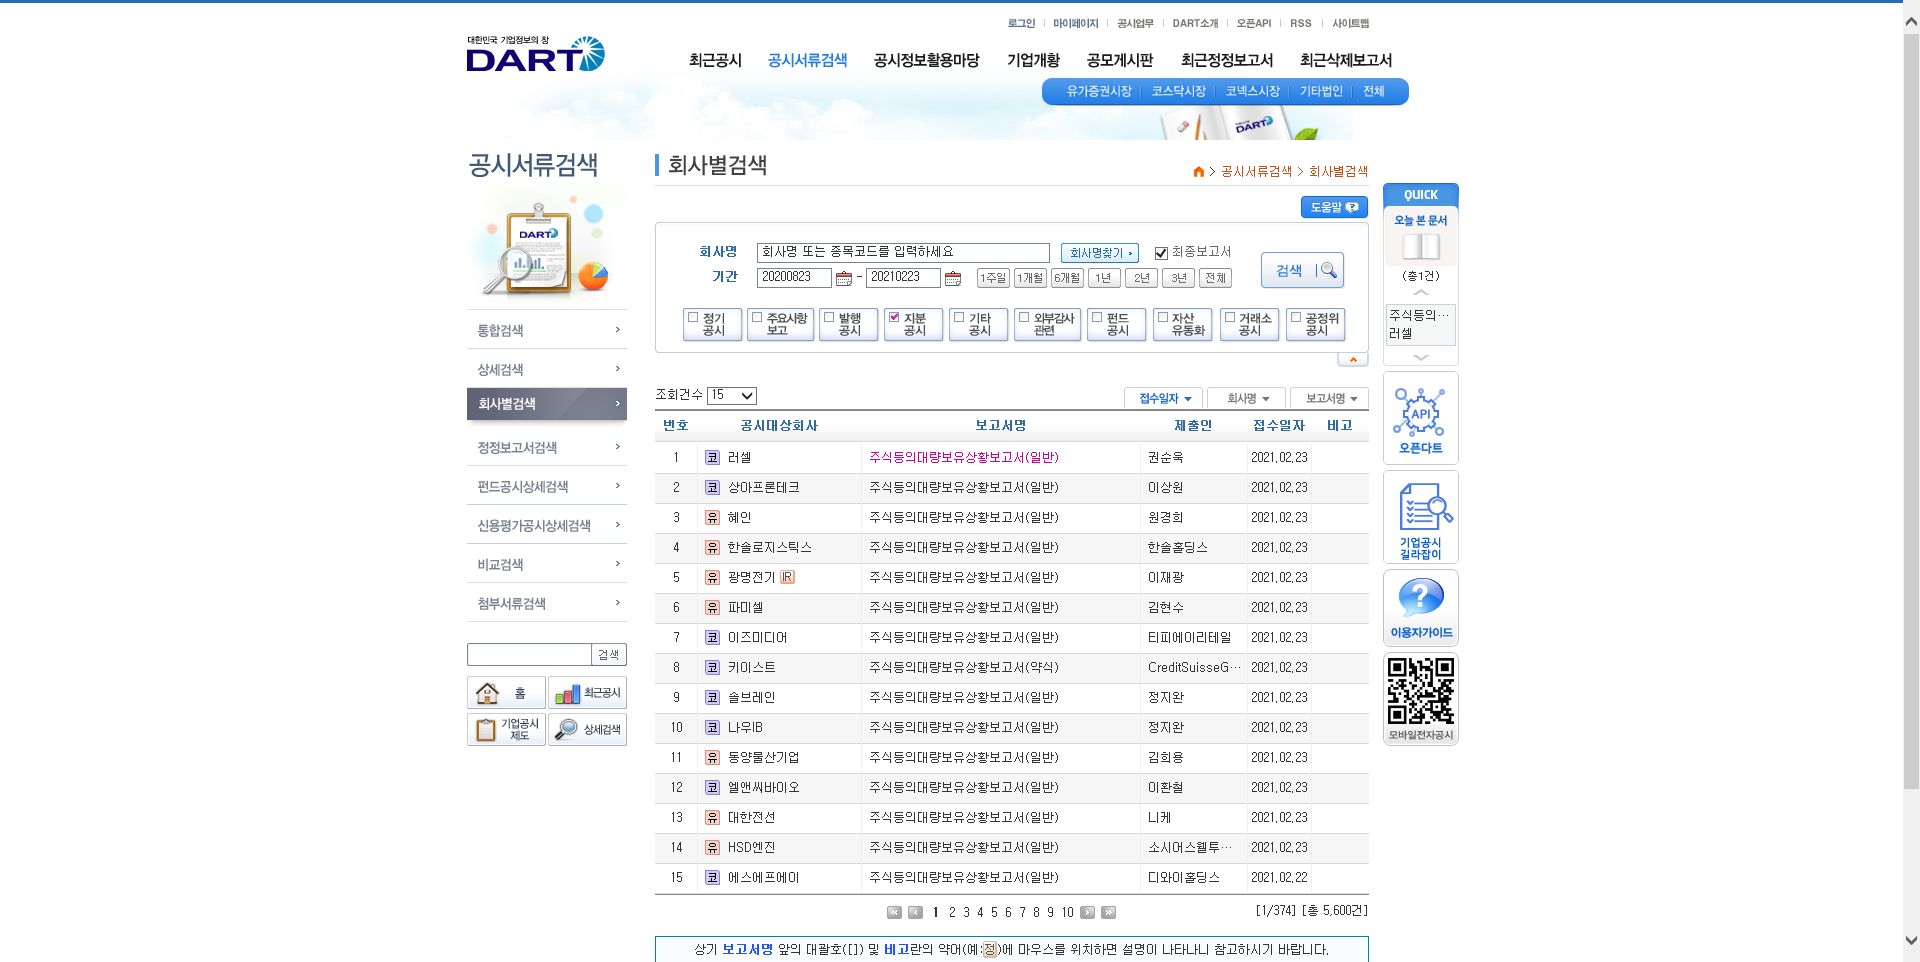 로그인 마이페이지 공시업무 DART소개 오픈API RSS 사이트맵
대한민국 기업정보의 창
DART
최근공시 공시서류검색 공시정보활용마당 기업개황 공모게시판 최근정정보고서 최근삭제보고서
유가증권시장 코스닥시장 코넥스시장 기타법인 전체
DART
공시서류검색
DART
통합검색
상세검색
회사별검색
정정보고서검색
펀드공시상세검색
신용평가공시상세검색
비교검색
첨부서류검색
검색
홈 최근공시
기업공시 제도 상세검색
회사별검색
> 공시서류검색 > 회사별검색
도움말 ?
회사명 회사명 또는 종목코드를 입력하세요 회사명찾기 최종보고서
기간 20200823 - 20210223 1주일 1개월 6개월 1년 2년 3년 전체
검색
정기공시 주요사항보고 발행공시 지분공시 기타공시 외부감사관련 펀드공시 자산유동화 거래소공시 공정위공시
조회건수 15
접수일자 회사명 보고서명
번호 공시대상회사 보고서명 제출인 접수일자 비고
1 코 러셀 주식등의대량보유상황보고서(일반) 권순욱 2021.02.23
2 코 상아프론테크 주식등의대량보유상황보고서(일반) 이상원 2021.02.23
3 유 혜인 주식등의대량보유상황보고서(일반) 원경희 2021.02.23
4 유 한솔로지스틱스 주식등의대량보유상황보고서(일반) 한솔홀딩스 2021.02.23
5 유 광명전기 IR 주식등의대량보유상황보고서(일반) 이재광 2021.02.23
6 유 파미셀 주식등의대량보유상황보고서(일반) 김현수 2021.02.23
7 코 이즈미디어 주식등의대량보유상황보고서(일반) 티피에이리테일 2021.02.23
8 코 키이스트 주식등의대량보유상황보고서(약식) CreditSuisseG… 2021.02.23
9 코 솔브레인 주식등의대량보유상황보고서(일반) 정지완 2021.02.23
10 코 나우IB 주식등의대량보유상황보고서(일반) 정지완 2021.02.23
11 유 동양물산기업 주식등의대량보유상황보고서(일반) 김희용 2021.02.23
12 코 엘앤씨바이오 주식등의대량보유상황보고서(일반) 이환철 2021.02.23
13 유 대한전선 주식등의대량보유상황보고서(일반) 니케 2021.02.23
14 유 HSD엔진 주식등의대량보유상황보고서(일반) 소시어스웰투… 2021.02.23
15 코 에스에프에이 주식등의대량보유상황보고서(일반) 디와이홀딩스 2021.02.22
1 2 3 4 5 6 7 8 9 10
[1/374] [총 5,600건]
상기 보고서명 앞의 대괄호([]) 및 비고란의 약어(예:정)에 마우스를 위치하면 설명이 나타나니 참고하시기 바랍니다.
QUICK
오늘 본 문서
(총1건)
주식등의…
러셀
API
오픈다트
기업공시
길라잡이
?
이용자가이드
모바일전자공시